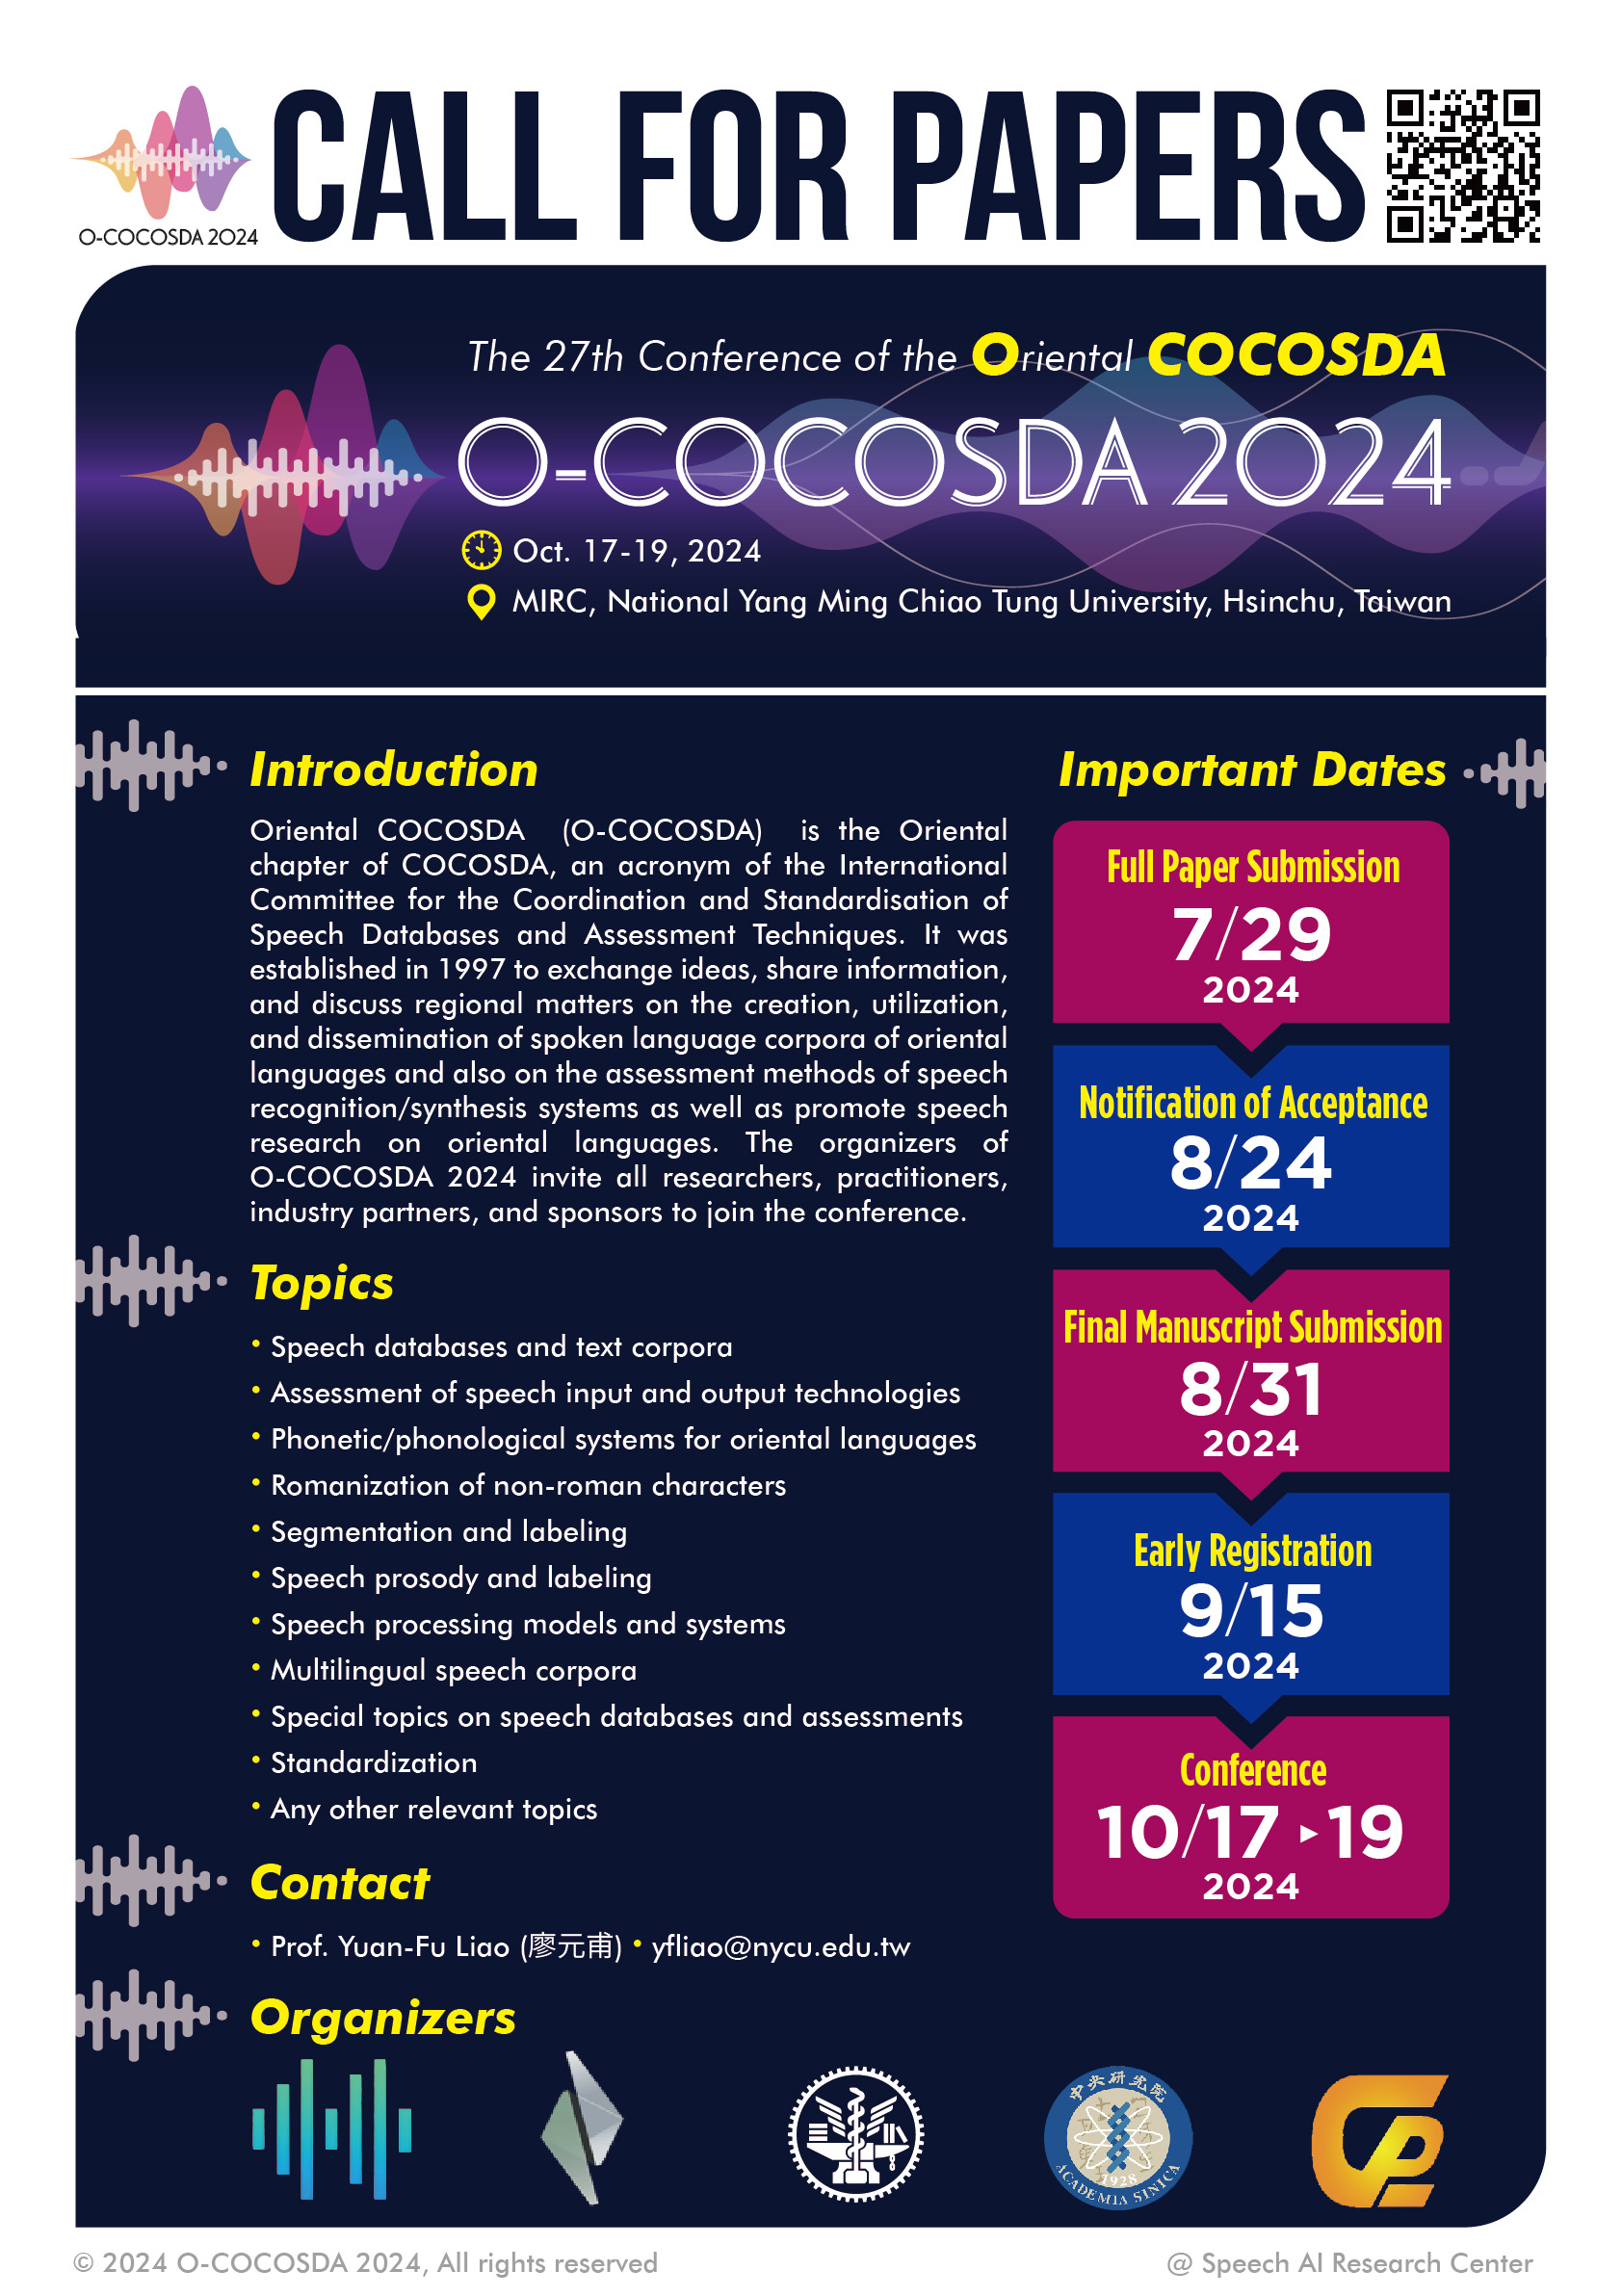 O-COCOSDA 2024
CALL FOR PAPERS
The 27th Conference of the Oriental COCOSDA
O-COCOSDA 2024
Oct. 17-19, 2024
MIRC, National Yang Ming Chiao Tung University, Hsinchu, Taiwan
Introduction
Oriental COCOSDA (O-COCOSDA) is the Oriental
chapter of COCOSDA, an acronym of the International
Committee for the Coordination and Standardisation of
Speech Databases and Assessment Techniques. It was
established in 1997 to exchange ideas, share information,
and discuss regional matters on the creation, utilization,
and dissemination of spoken language corpora of oriental
languages and also on the assessment methods of speech
recognition/synthesis systems as well as promote speech
research on oriental languages. The organizers of
O-COCOSDA 2024 invite all researchers, practitioners,
industry partners, and sponsors to join the conference.
Topics
• Speech databases and text corpora
• Assessment of speech input and output technologies
• Phonetic/phonological systems for oriental languages
• Romanization of non-roman characters
• Segmentation and labeling
• Speech prosody and labeling
• Speech processing models and systems
• Multilingual speech corpora
• Special topics on speech databases and assessments
• Standardization
• Any other relevant topics
Contact
• Prof. Yuan-Fu Liao (廖元甫) • yfliao@nycu.edu.tw
Important Dates
Full Paper Submission
7/29
2024
Notification of Acceptance
8/24
2024
Final Manuscript Submission
8/31
2024
Early Registration
9/15
2024
Conference
10/17 ▸ 19
2024
Organizers
中央研究院
1928
ACADEMIA SINICA
© 2024 O-COCOSDA 2024, All rights reserved
@ Speech AI Research Center